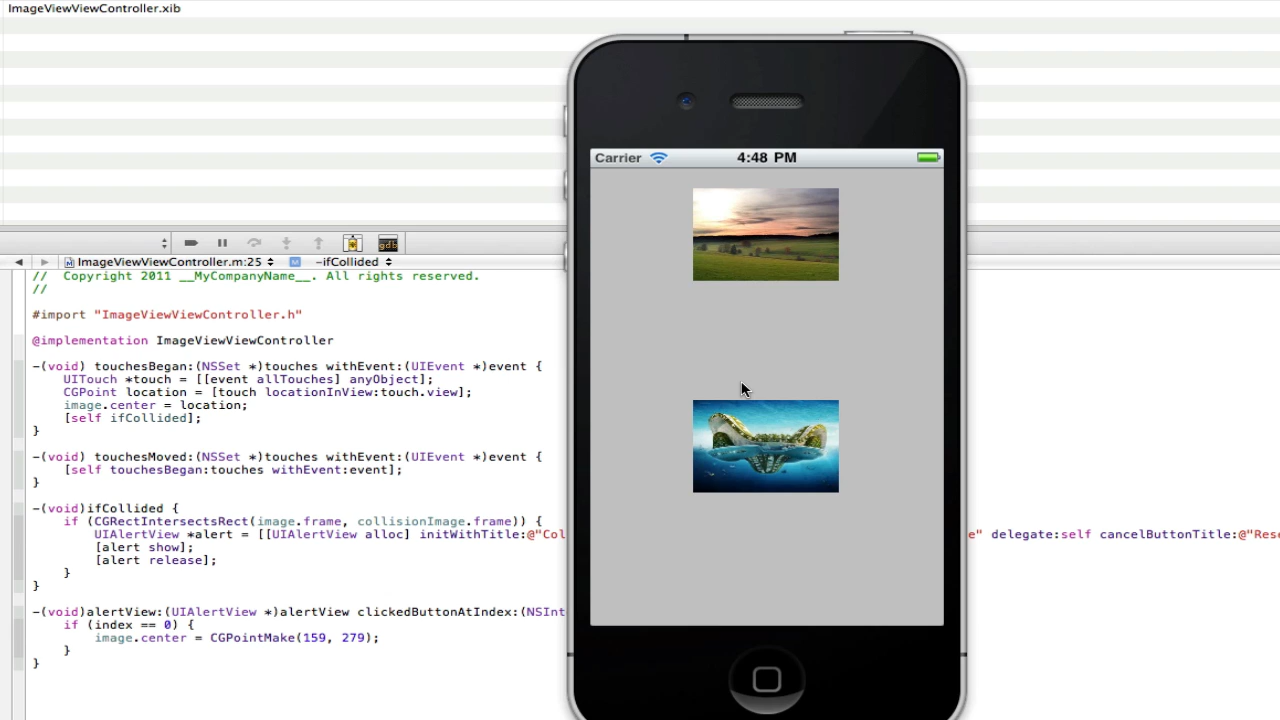 ImageViewViewController.xib
Carrier 4:48 PM
gdb
ImageViewViewController.m:25 M -ifCollided
//  Copyright 2011 __MyCompanyName__. All rights reserved.
//
#import "ImageViewViewController.h"
@implementation ImageViewViewController
-(void) touchesBegan:(NSSet *)touches withEvent:(UIEvent *)event {
    UITouch *touch = [[event allTouches] anyObject];
    CGPoint location = [touch locationInView:touch.view];
    image.center = location;
    [self ifCollided];
}
-(void) touchesMoved:(NSSet *)touches withEvent:(UIEvent *)event {
    [self touchesBegan:touches withEvent:event];
}
-(void)ifCollided {
    if (CGRectIntersectsRect(image.frame, collisionImage.frame)) {
        UIAlertView *alert = [[UIAlertView alloc] initWithTitle:@"Col e" delegate:self cancelButtonTitle:@"Rese
        [alert show];
        [alert release];
    }
}
-(void)alertView:(UIAlertView *)alertView clickedButtonAtIndex:(NSInt
    if (index == 0) {
        image.center = CGPointMake(159, 279);
    }
}